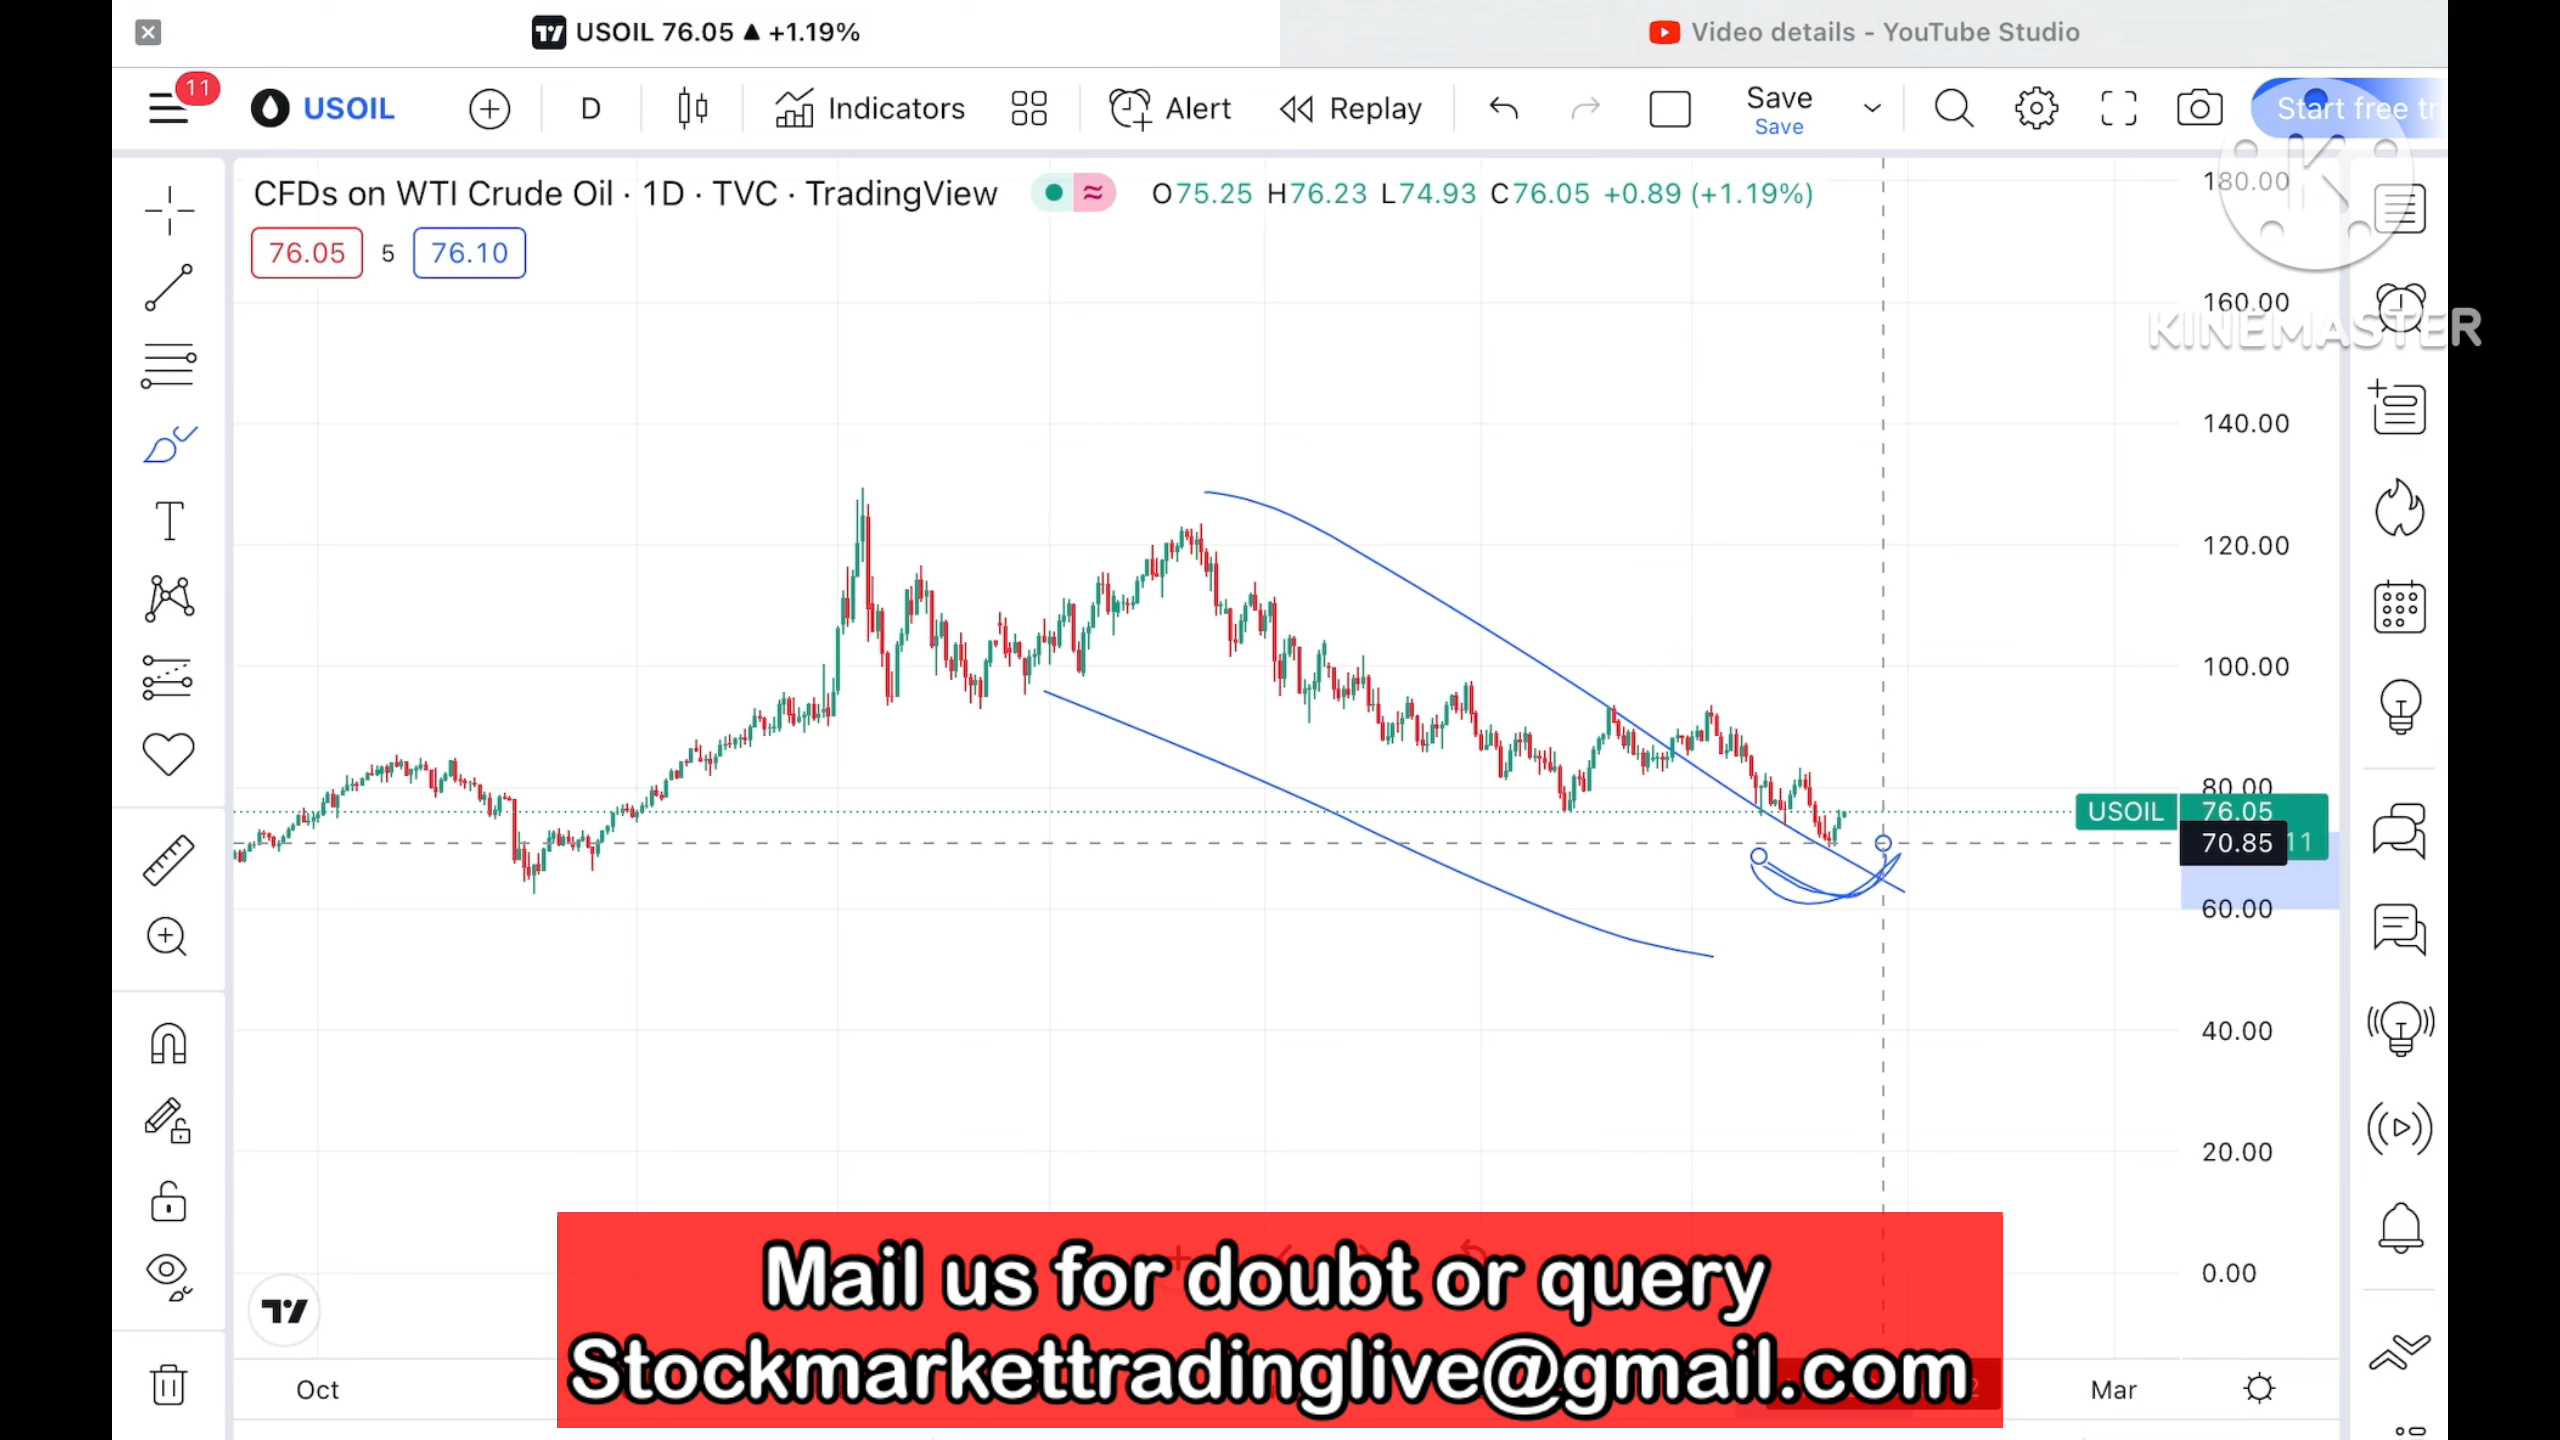 USOIL 76.05 ▲ +1.19%
Video details - YouTube Studio
11
USOIL
D
Indicators
Alert
Replay
Save
Save
Start free tri
CFDs on WTI Crude Oil · 1D · TVC · TradingView
O75.25 H76.23 L74.93 C76.05 +0.89 (+1.19%)
76.05 5 76.10
180.00
160.00
KINEMASTER
140.00
120.00
100.00
80.00
USOIL 76.05
70.85
11
60.00
40.00
20.00
0.00
Mail us for doubt or query
Stockmarkettradinglive@gmail.com
Oct
Mar